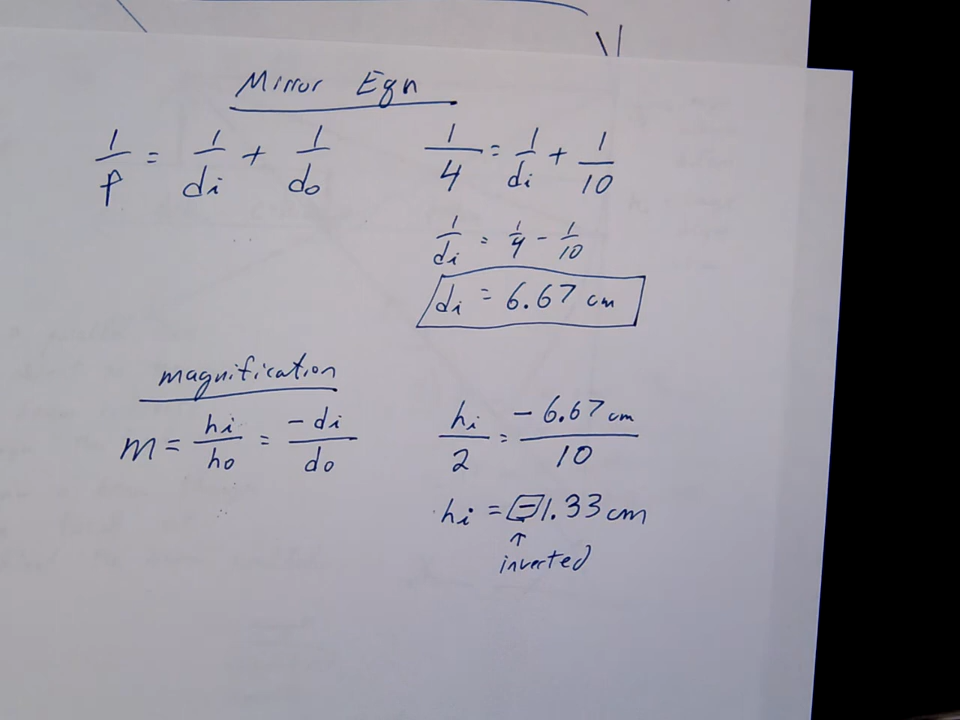 Mirror Eqn
1/f = 1/di + 1/do
1/4 = 1/di + 1/10
1/di = 1/4 - 1/10
di = 6.67 cm
magnification
m = hi/ho = -di/do
hi/2 = -6.67 cm/10
hi = -1.33 cm
↑
inverted